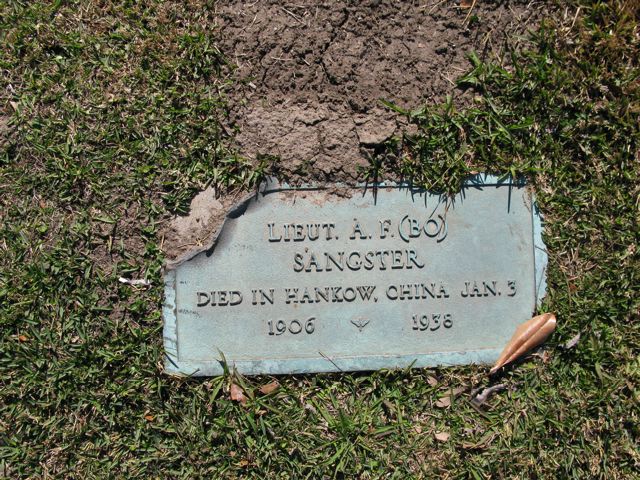 LIEUT. A. F. (BO)
SANGSTER
DIED IN HANKOW, CHINA JAN. 3
1906 1938